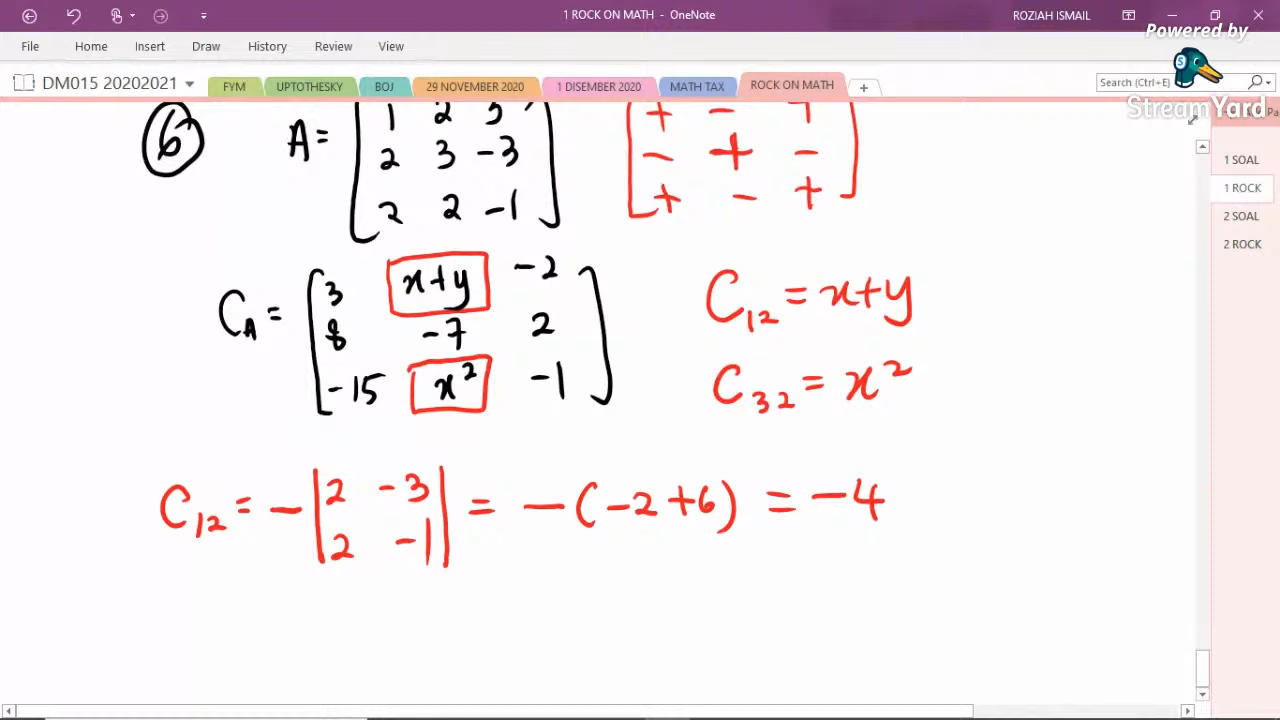 1 ROCK ON MATH - OneNote
ROZIAH ISMAIL
Powered by
StreamYard
File Home Insert Draw History Review View
DM015 20202021 FYM UPTOTHESKY BOJ 29 NOVEMBER 2020 1 DISEMBER 2020 MATH TAX ROCK ON MATH +
Search (Ctrl+E)
Pa
1 SOAL
1 ROCK
2 SOAL
2 ROCK
6 A = [1 2 3
2 3 -3
2 2 -1]
[+ - +
- + -
+ - +]
C_A = [3 x+y -2
8 -7 2
-15 x² -1]
C₁₂ = x+y
C₃₂ = x²
C₁₂ = - |2 -3
2 -1| = -(-2+6) = -4